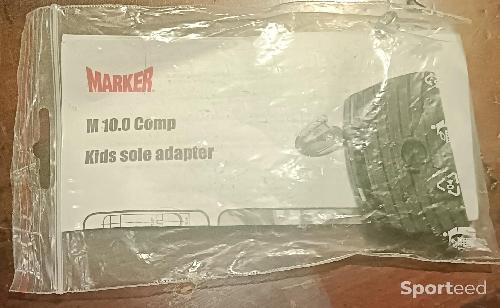 MARKER
M 10.0 Comp
Kids sole adapter
Sporteed